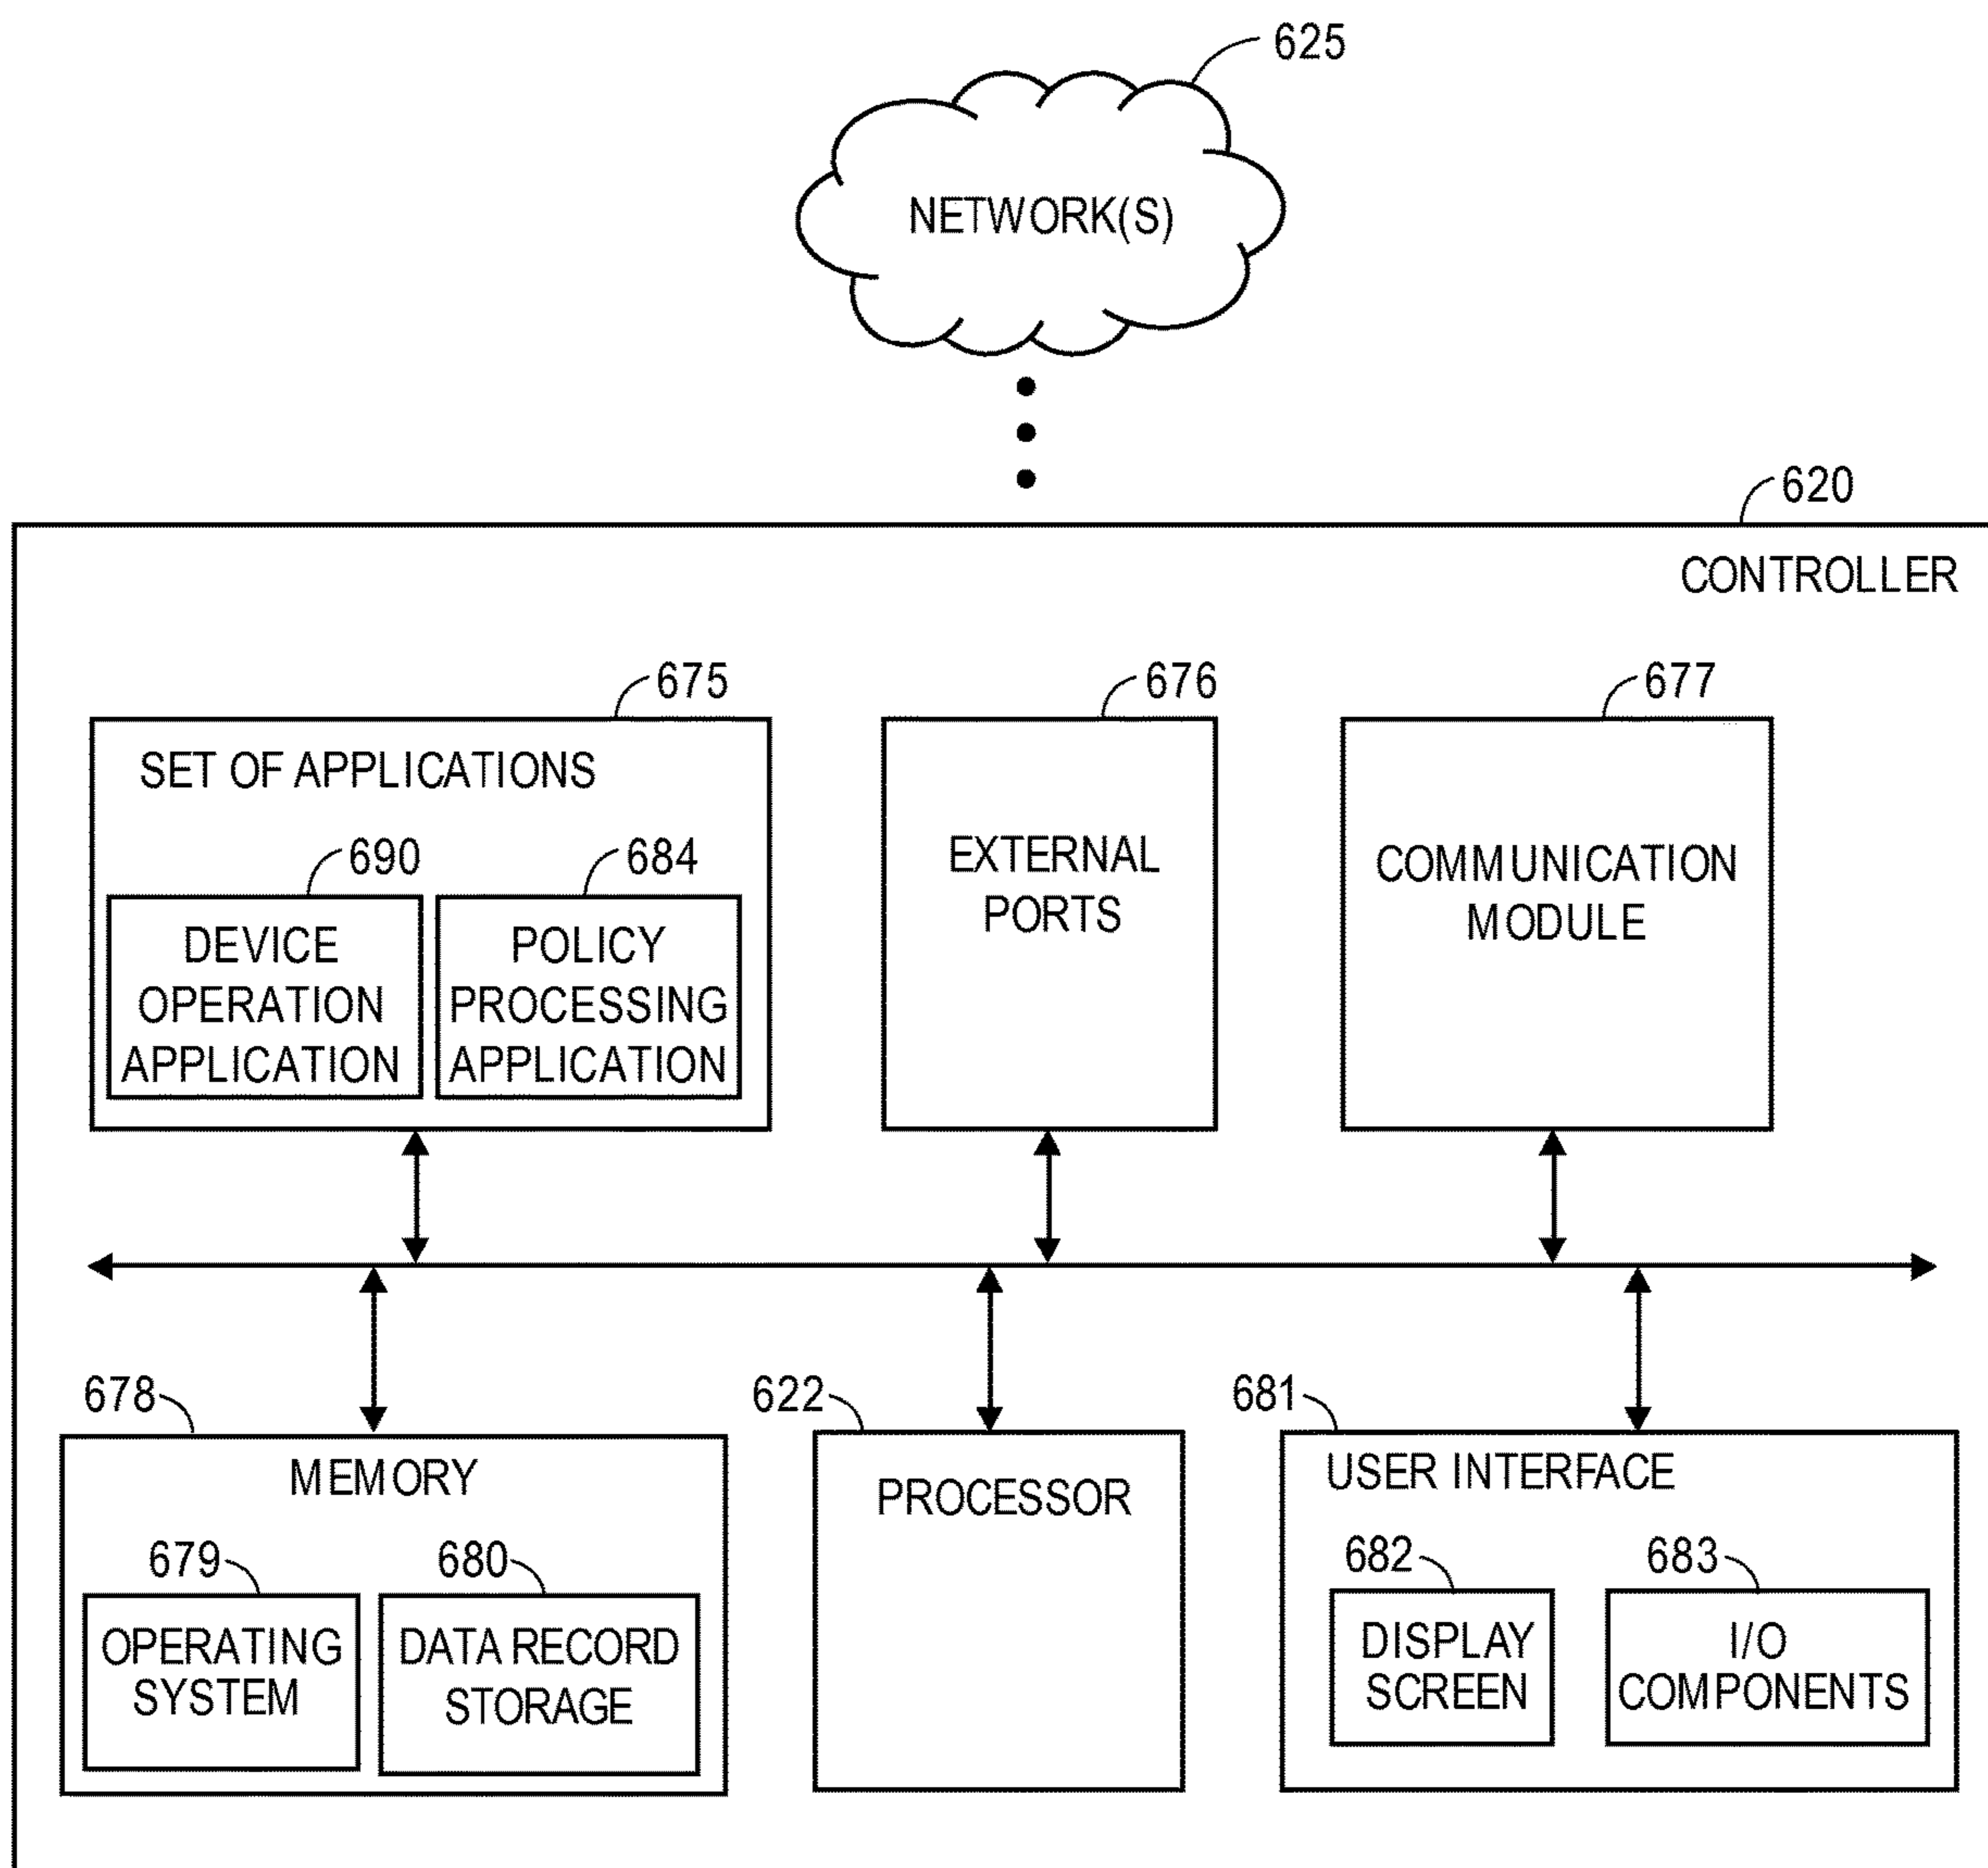 625
NETWORK(S)
620
CONTROLLER
675
676
677
SET OF APPLICATIONS
690
684
DEVICE
OPERATION
APPLICATION
POLICY
PROCESSING
APPLICATION
EXTERNAL
PORTS
COMMUNICATION
MODULE
678
622
681
MEMORY
679
680
OPERATING
SYSTEM
DATA RECORD
STORAGE
PROCESSOR
USER INTERFACE
682
683
DISPLAY
SCREEN
I/O
COMPONENTS